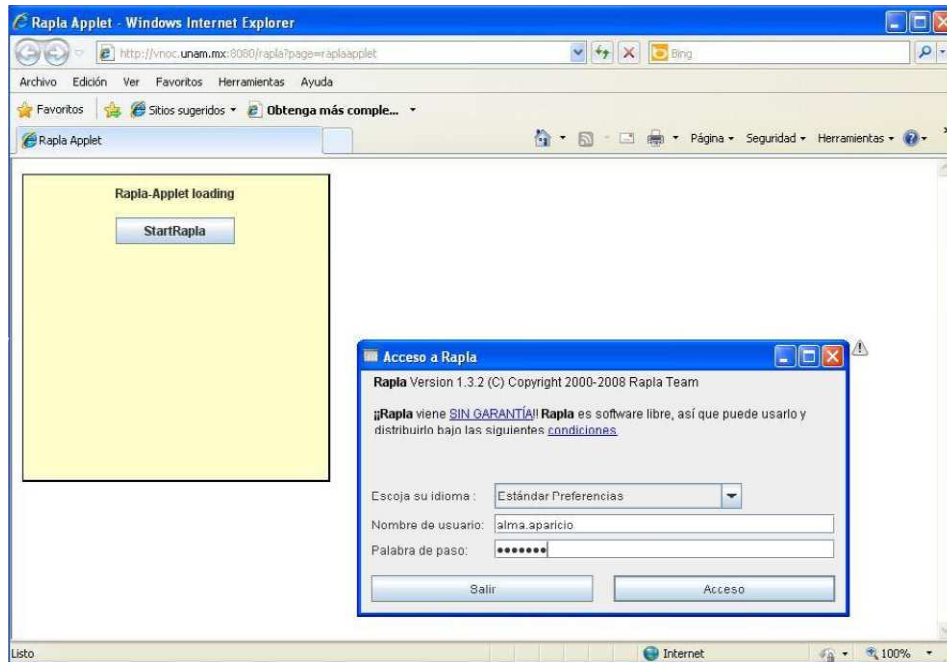 Rapla Applet - Windows Internet Explorer
http://vnoc.unam.mx:8080/rapla?page=raplaapplet
Bing
Archivo Edición Ver Favoritos Herramientas Ayuda
Favoritos Sitios sugeridos Obtenga más comple...
Rapla Applet
Página Seguridad Herramientas
Rapla-Applet loading
StartRapla
Acceso a Rapla
Rapla Version 1.3.2 (C) Copyright 2000-2008 Rapla Team
¡¡Rapla viene SIN GARANTÍA!! Rapla es software libre, así que puede usarlo y
distribuirlo bajo las siguientes condiciones.
Escoja su idioma :
Estándar Preferencias
Nombre de usuario:
alma.aparicio
Palabra de paso:
•••••••
Salir
Acceso
Listo
Internet
100%